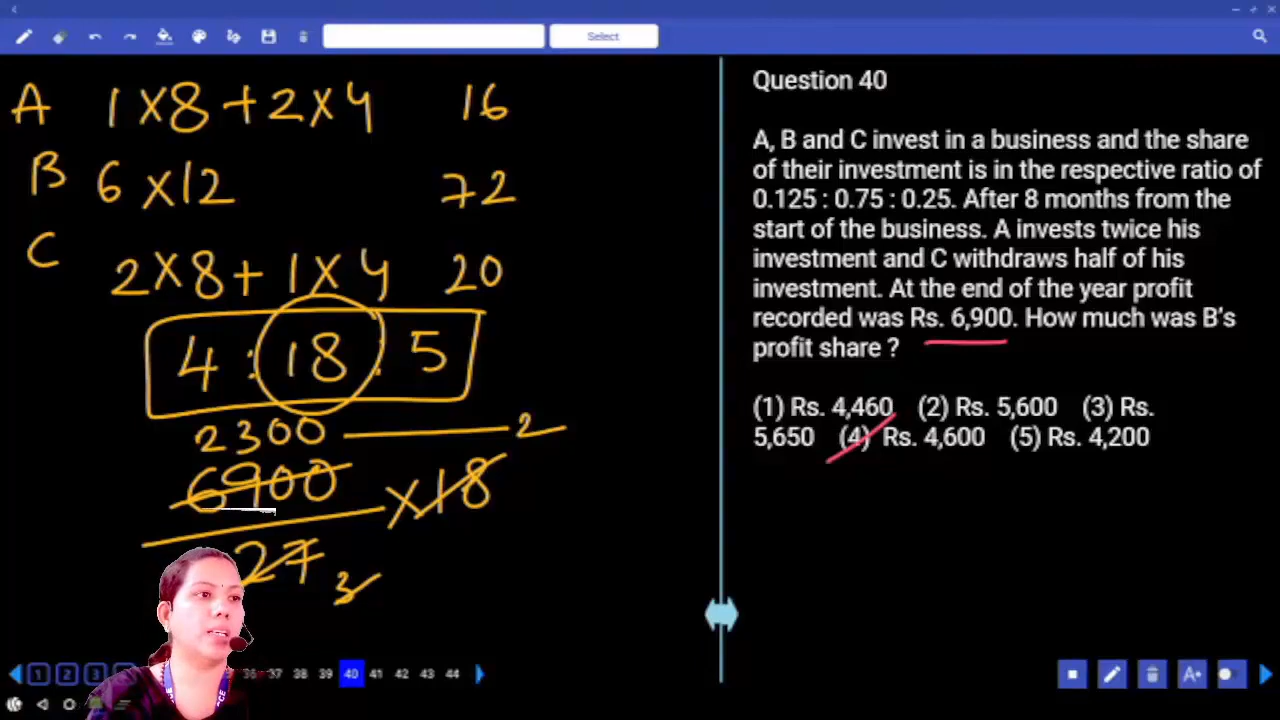 Select
A 1 x 8 + 2 x 4 16
B 6 x 12 72
C 2 x 8 + 1 x 4 20
4 : 18 : 5
2300 2
6900 x 18
27 3
Question 40
A, B and C invest in a business and the share
of their investment is in the respective ratio of
0.125 : 0.75 : 0.25. After 8 months from the
start of the business. A invests twice his
investment and C withdraws half of his
investment. At the end of the year profit
recorded was Rs. 6,900. How much was B's
profit share ?
(1) Rs. 4,460 (2) Rs. 5,600 (3) Rs.
5,650 (4) Rs. 4,600 (5) Rs. 4,200
1 2 3 36 37 38 39 40 41 42 43 44
A+